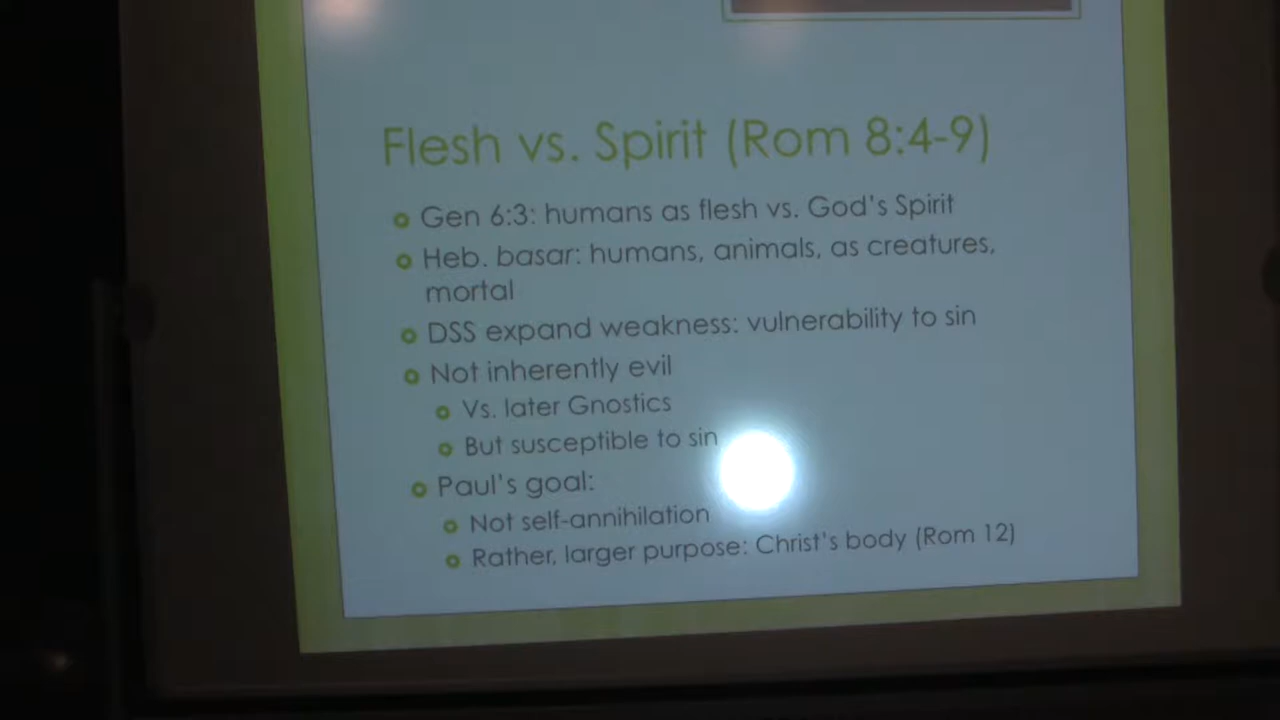 Flesh vs. Spirit (Rom 8:4-9)
Gen 6:3: humans as flesh vs. God's Spirit
Heb. basar: humans, animals, as creatures,
mortal
DSS expand weakness: vulnerability to sin
Not inherently evil
Vs. later Gnostics
But susceptible to sin
Paul's goal:
Not self-annihilation
Rather, larger purpose: Christ's body (Rom 12)